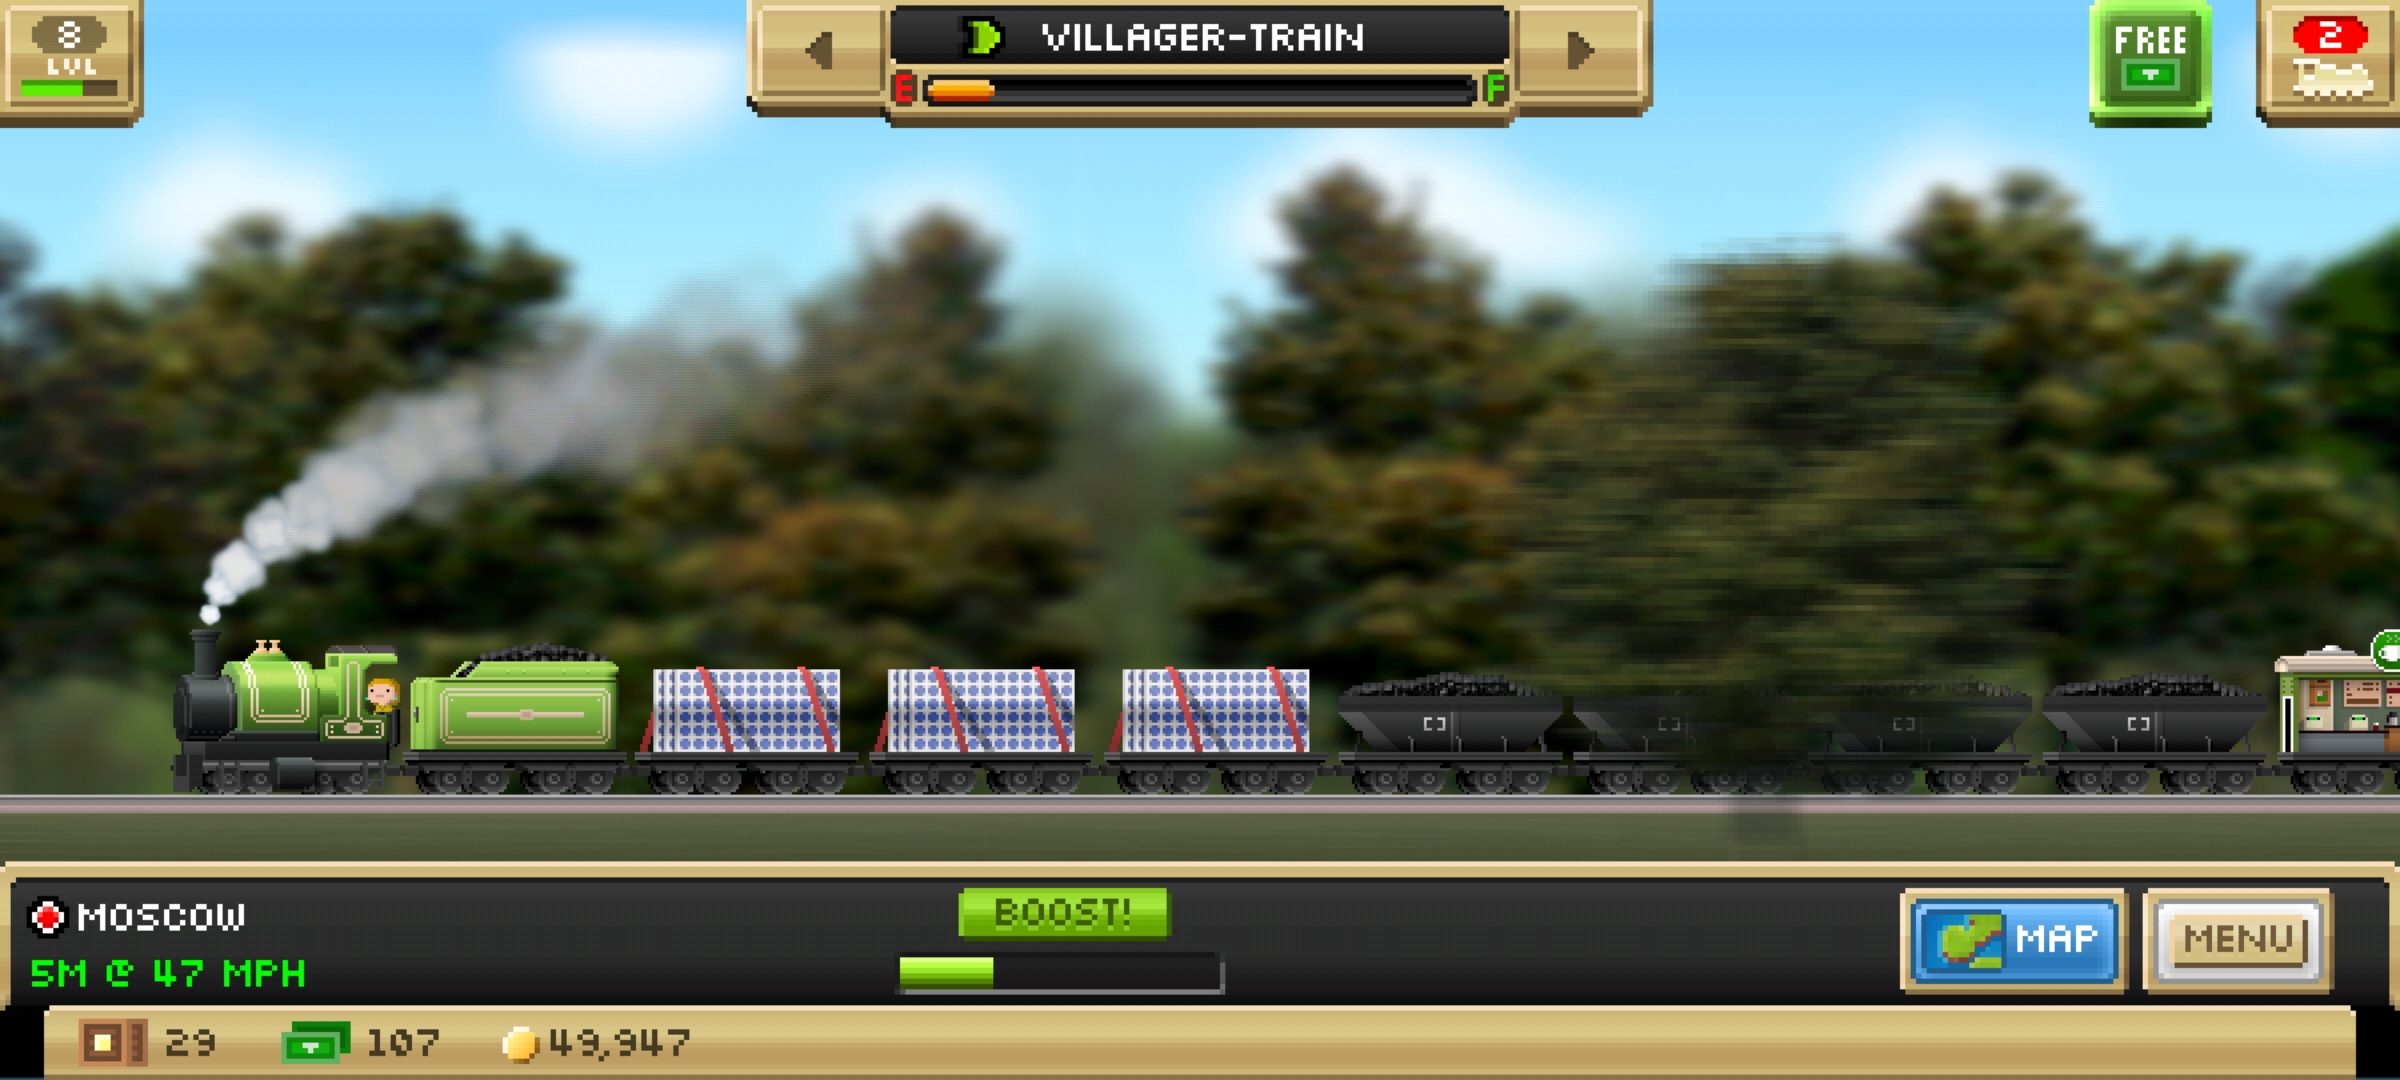 8
LVL
VILLAGER-TRAIN
E F
FREE
2
MOSCOW
5M @ 47 MPH
BOOST!
MAP
MENU
29 107 49,947